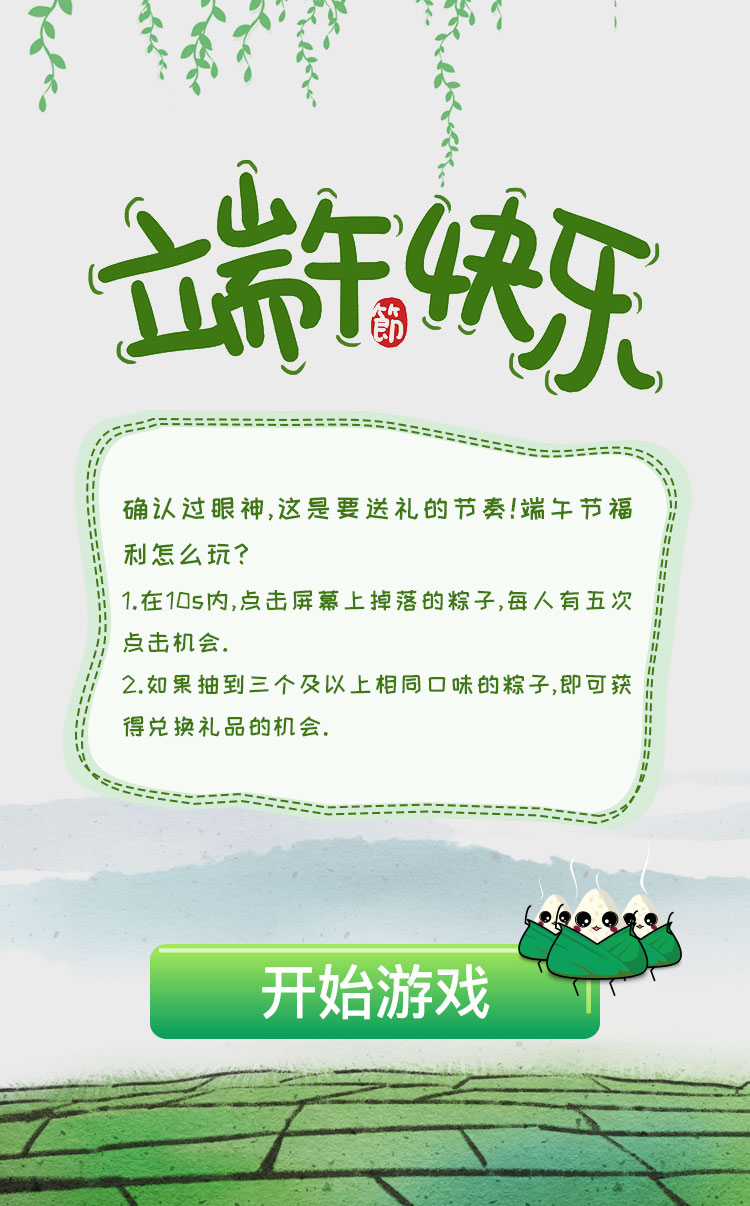 端午快乐
節
确认过眼神,这是要送礼的节奏!端午节福
利怎么玩?
1.在10s内,点击屏幕上掉落的粽子,每人有五次
点击机会.
2.如果抽到三个及以上相同口味的粽子,即可获
得兑换礼品的机会.
开始游戏